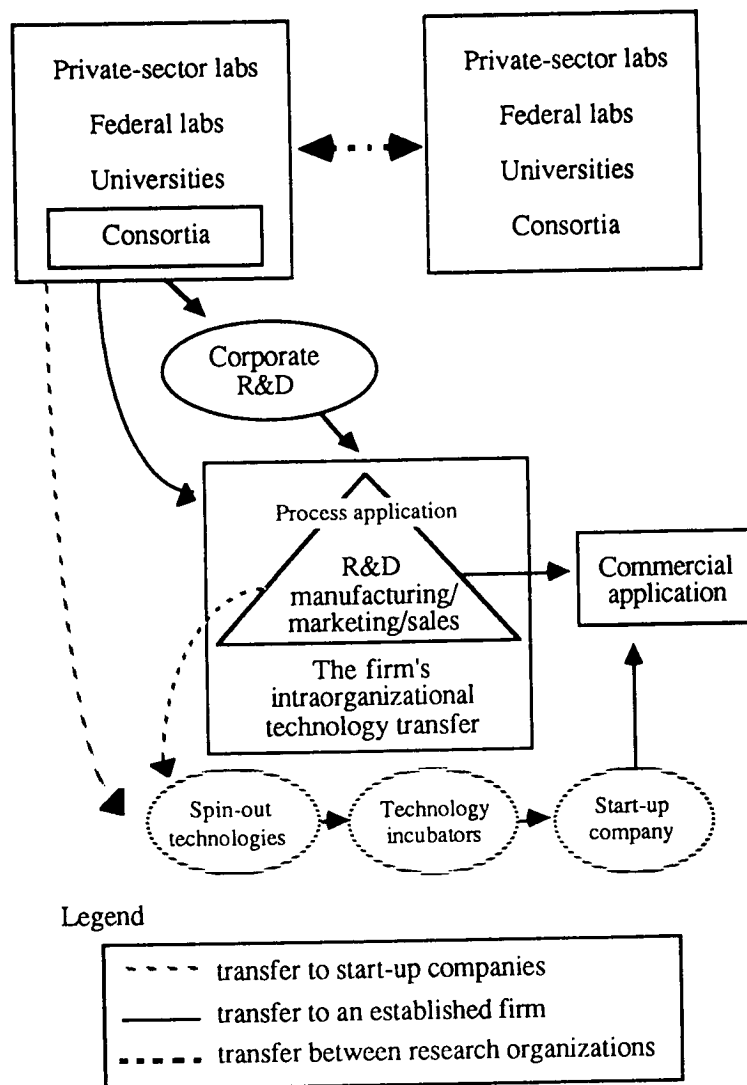 Private-sector labs
Federal labs
Universities
Consortia
Private-sector labs
Federal labs
Universities
Consortia
Corporate
R&D
Process application
R&D
manufacturing/
marketing/sales
The firm's
intraorganizational
technology transfer
Commercial
application
Spin-out
technologies
Technology
incubators
Start-up
company
Legend
transfer to start-up companies
transfer to an established firm
transfer between research organizations